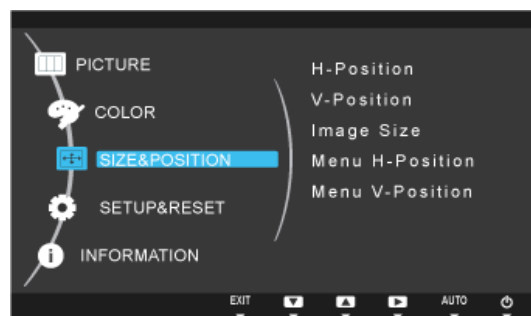 PICTURE
COLOR
SIZE&POSITION
SETUP&RESET
INFORMATION
H-Position
V-Position
Image Size
Menu H-Position
Menu V-Position
EXIT AUTO